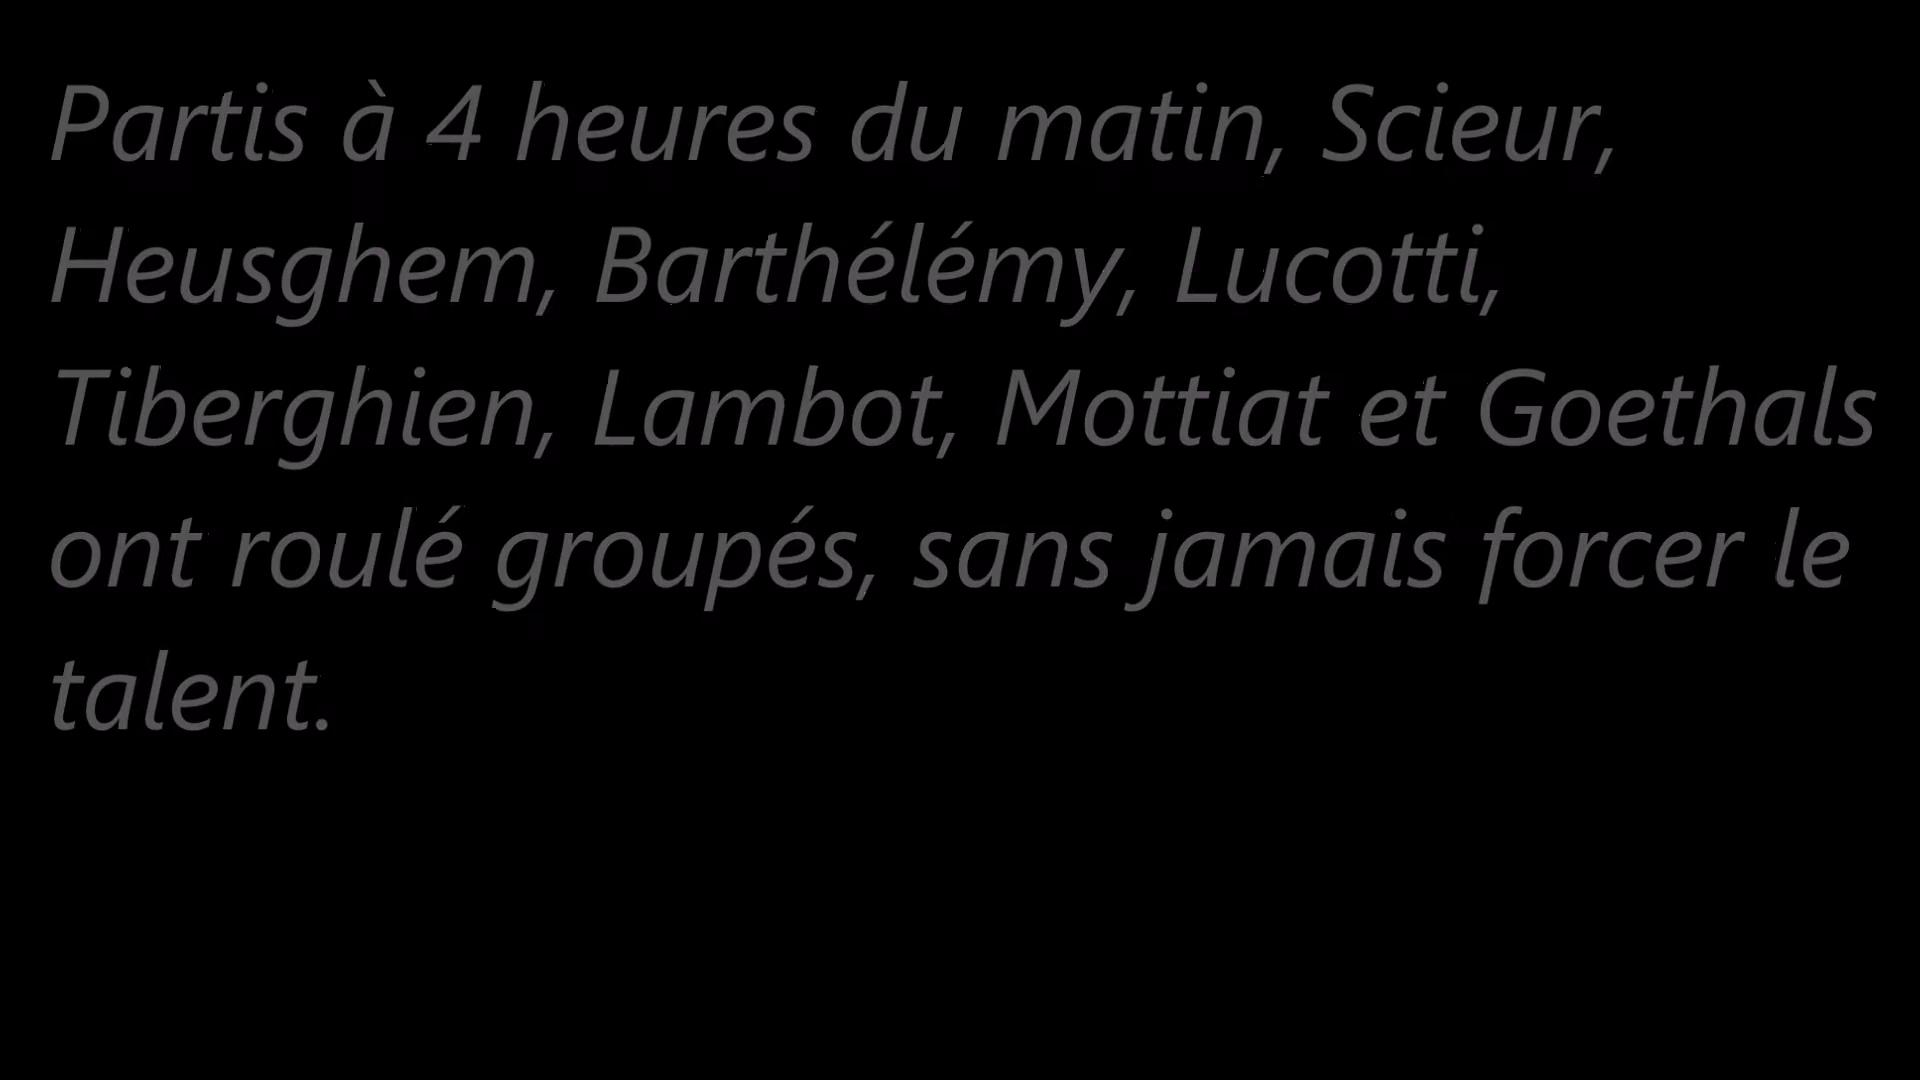 Partis à 4 heures du matin, Scieur,
Heusghem, Barthélémy, Lucotti,
Tiberghien, Lambot, Mottiat et Goethals
ont roulé groupés, sans jamais forcer le
talent.